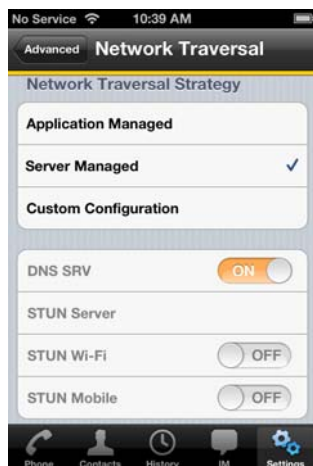 No Service 10:39 AM
Advanced Network Traversal
Network Traversal Strategy
Application Managed
Server Managed
Custom Configuration
DNS SRV ON
STUN Server
STUN Wi-Fi OFF
STUN Mobile OFF
Phone Contacts History IM Settings